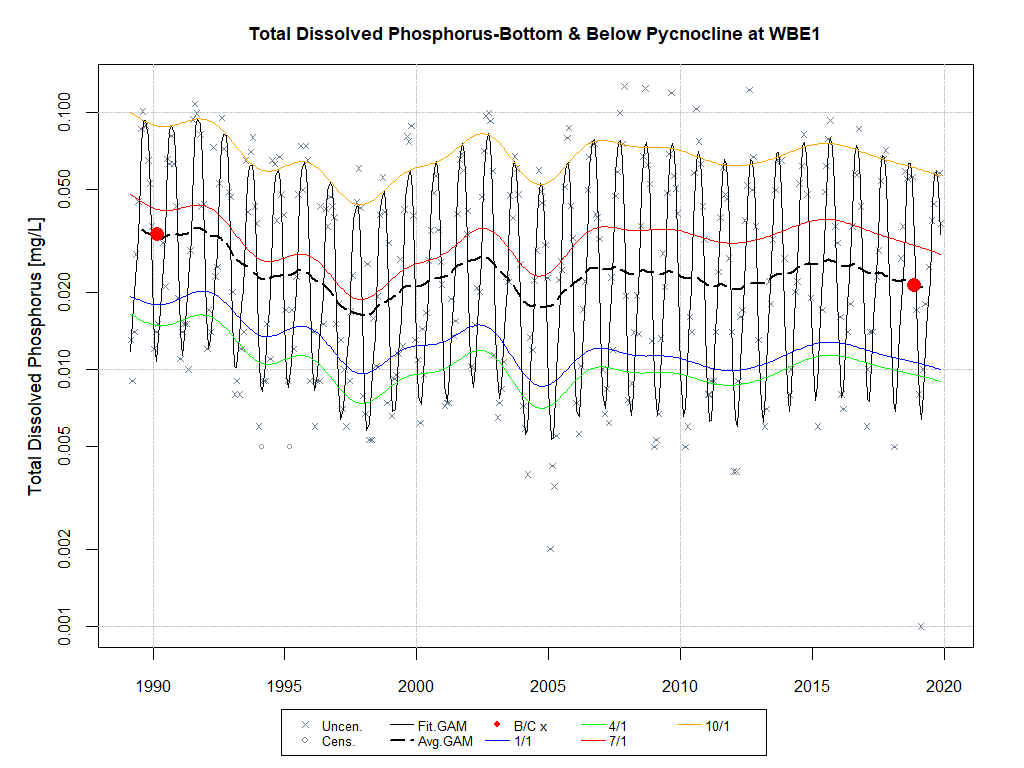 Total Dissolved Phosphorus-Bottom & Below Pycnocline at WBE1
Total Dissolved Phosphorus [mg/L]
0.100
0.050
0.020
0.010
0.005
0.002
0.001
1990 1995 2000 2005 2010 2015 2020
Uncen. Fit.GAM B/C x 4/1 10/1
Cens. Avg.GAM 1/1 7/1